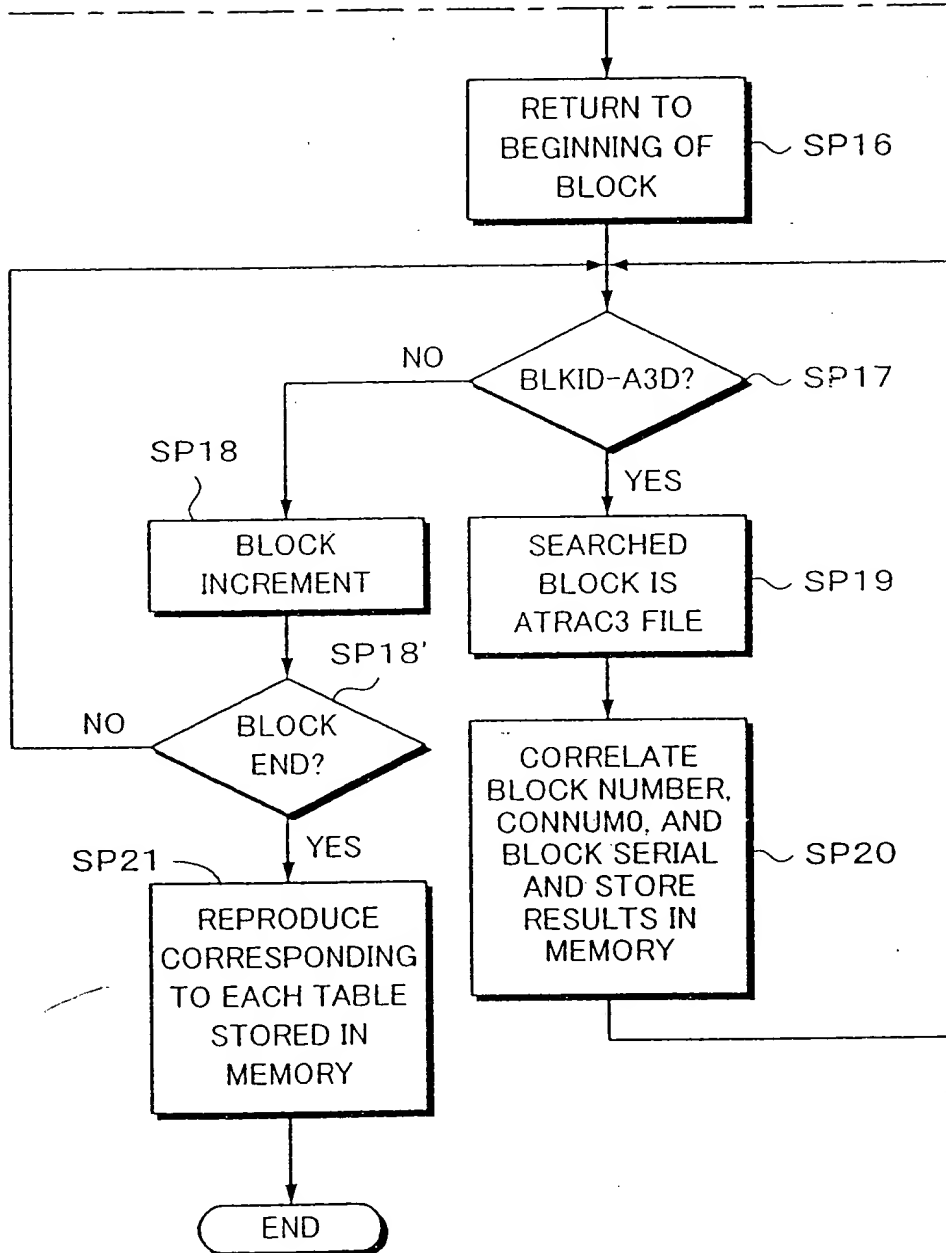 RETURN TO
BEGINNING OF
BLOCK
SP16
NO
BLKID-A3D?
SP17
YES
SP18
BLOCK
INCREMENT
SEARCHED
BLOCK IS
ATRAC3 FILE
SP19
SP18'
NO
BLOCK
END?
YES
CORRELATE
BLOCK NUMBER,
CONNUM0, AND
BLOCK SERIAL
AND STORE
RESULTS IN
MEMORY
SP20
SP21
REPRODUCE
CORRESPONDING
TO EACH TABLE
STORED IN
MEMORY
END